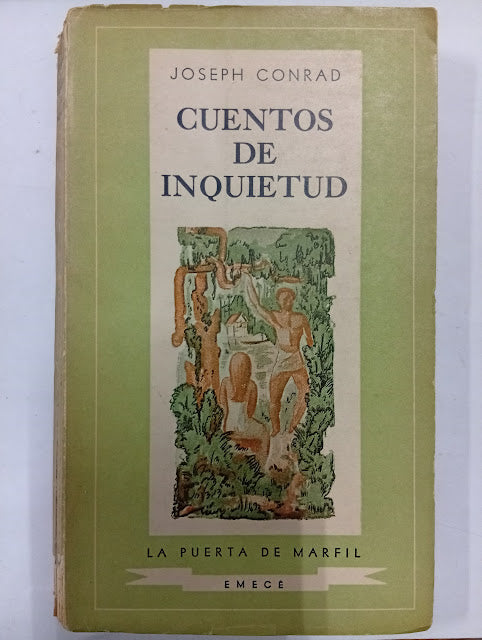 JOSEPH CONRAD
CUENTOS
DE
INQUIETUD
LA PUERTA DE MARFIL
EMECÉ